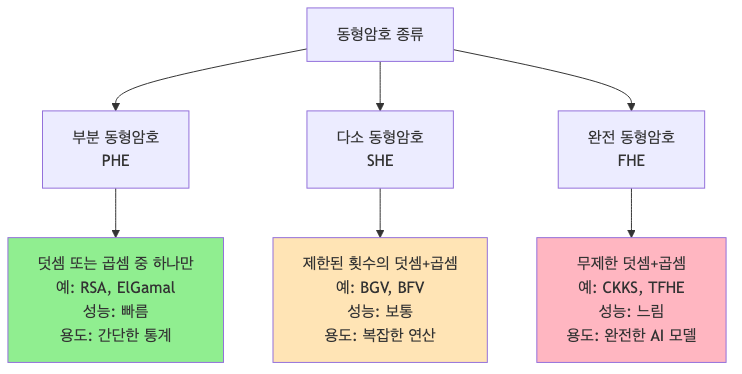 동형암호 종류
부분 동형암호
PHE
다소 동형암호
SHE
완전 동형암호
FHE
덧셈 또는 곱셈 중 하나만
예: RSA, ElGamal
성능: 빠름
용도: 간단한 통계
제한된 횟수의 덧셈+곱셈
예: BGV, BFV
성능: 보통
용도: 복잡한 연산
무제한 덧셈+곱셈
예: CKKS, TFHE
성능: 느림
용도: 완전한 AI 모델